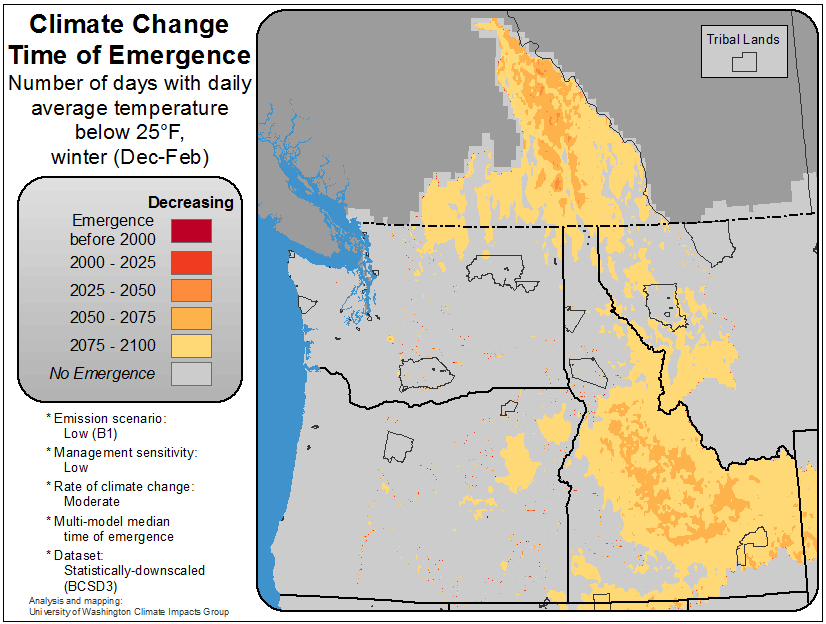 Climate Change
Time of Emergence
Number of days with daily
average temperature
below 25°F,
winter (Dec-Feb)
Decreasing
Emergence
before 2000
2000 - 2025
2025 - 2050
2050 - 2075
2075 - 2100
No Emergence
* Emission scenario:
Low (B1)
* Management sensitivity:
Low
* Rate of climate change:
Moderate
* Multi-model median
time of emergence
* Dataset:
Statistically-downscaled
(BCSD3)
Analysis and mapping:
University of Washington Climate Impacts Group
Tribal Lands